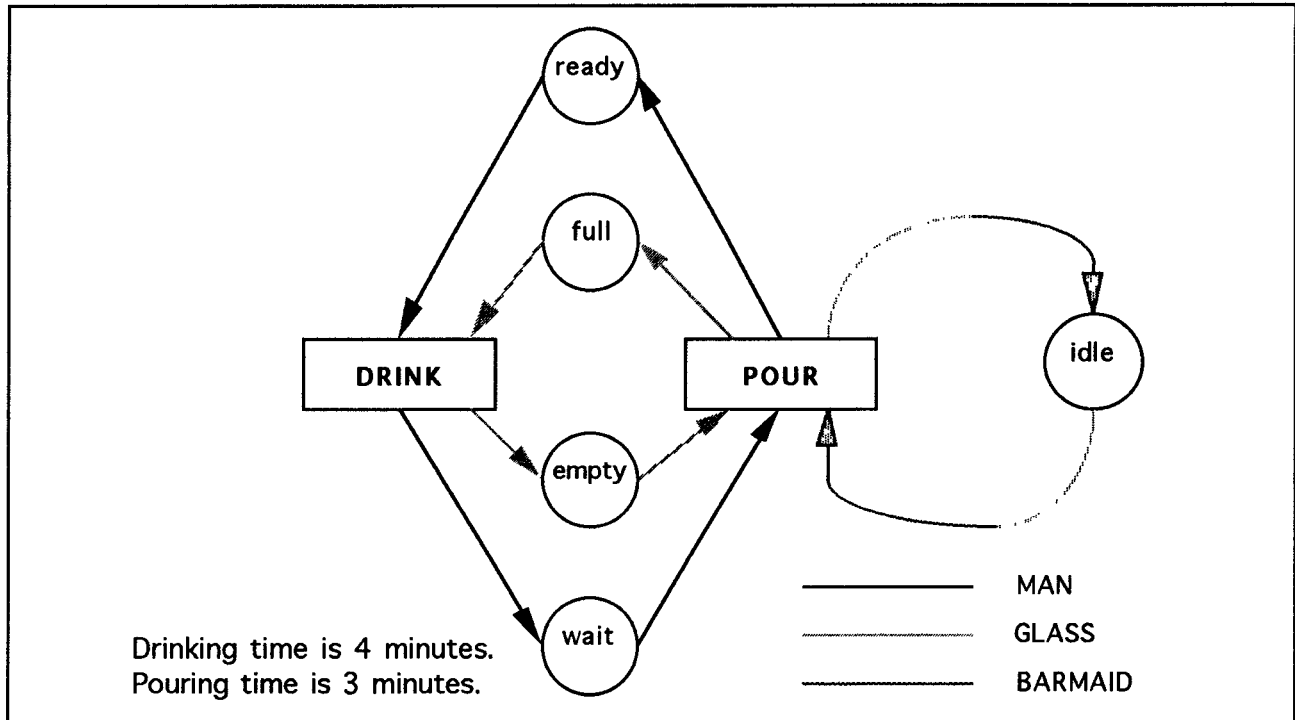 ready
full
idle
DRINK
POUR
empty
wait
MAN
GLASS
BARMAID
Drinking time is 4 minutes.
Pouring time is 3 minutes.